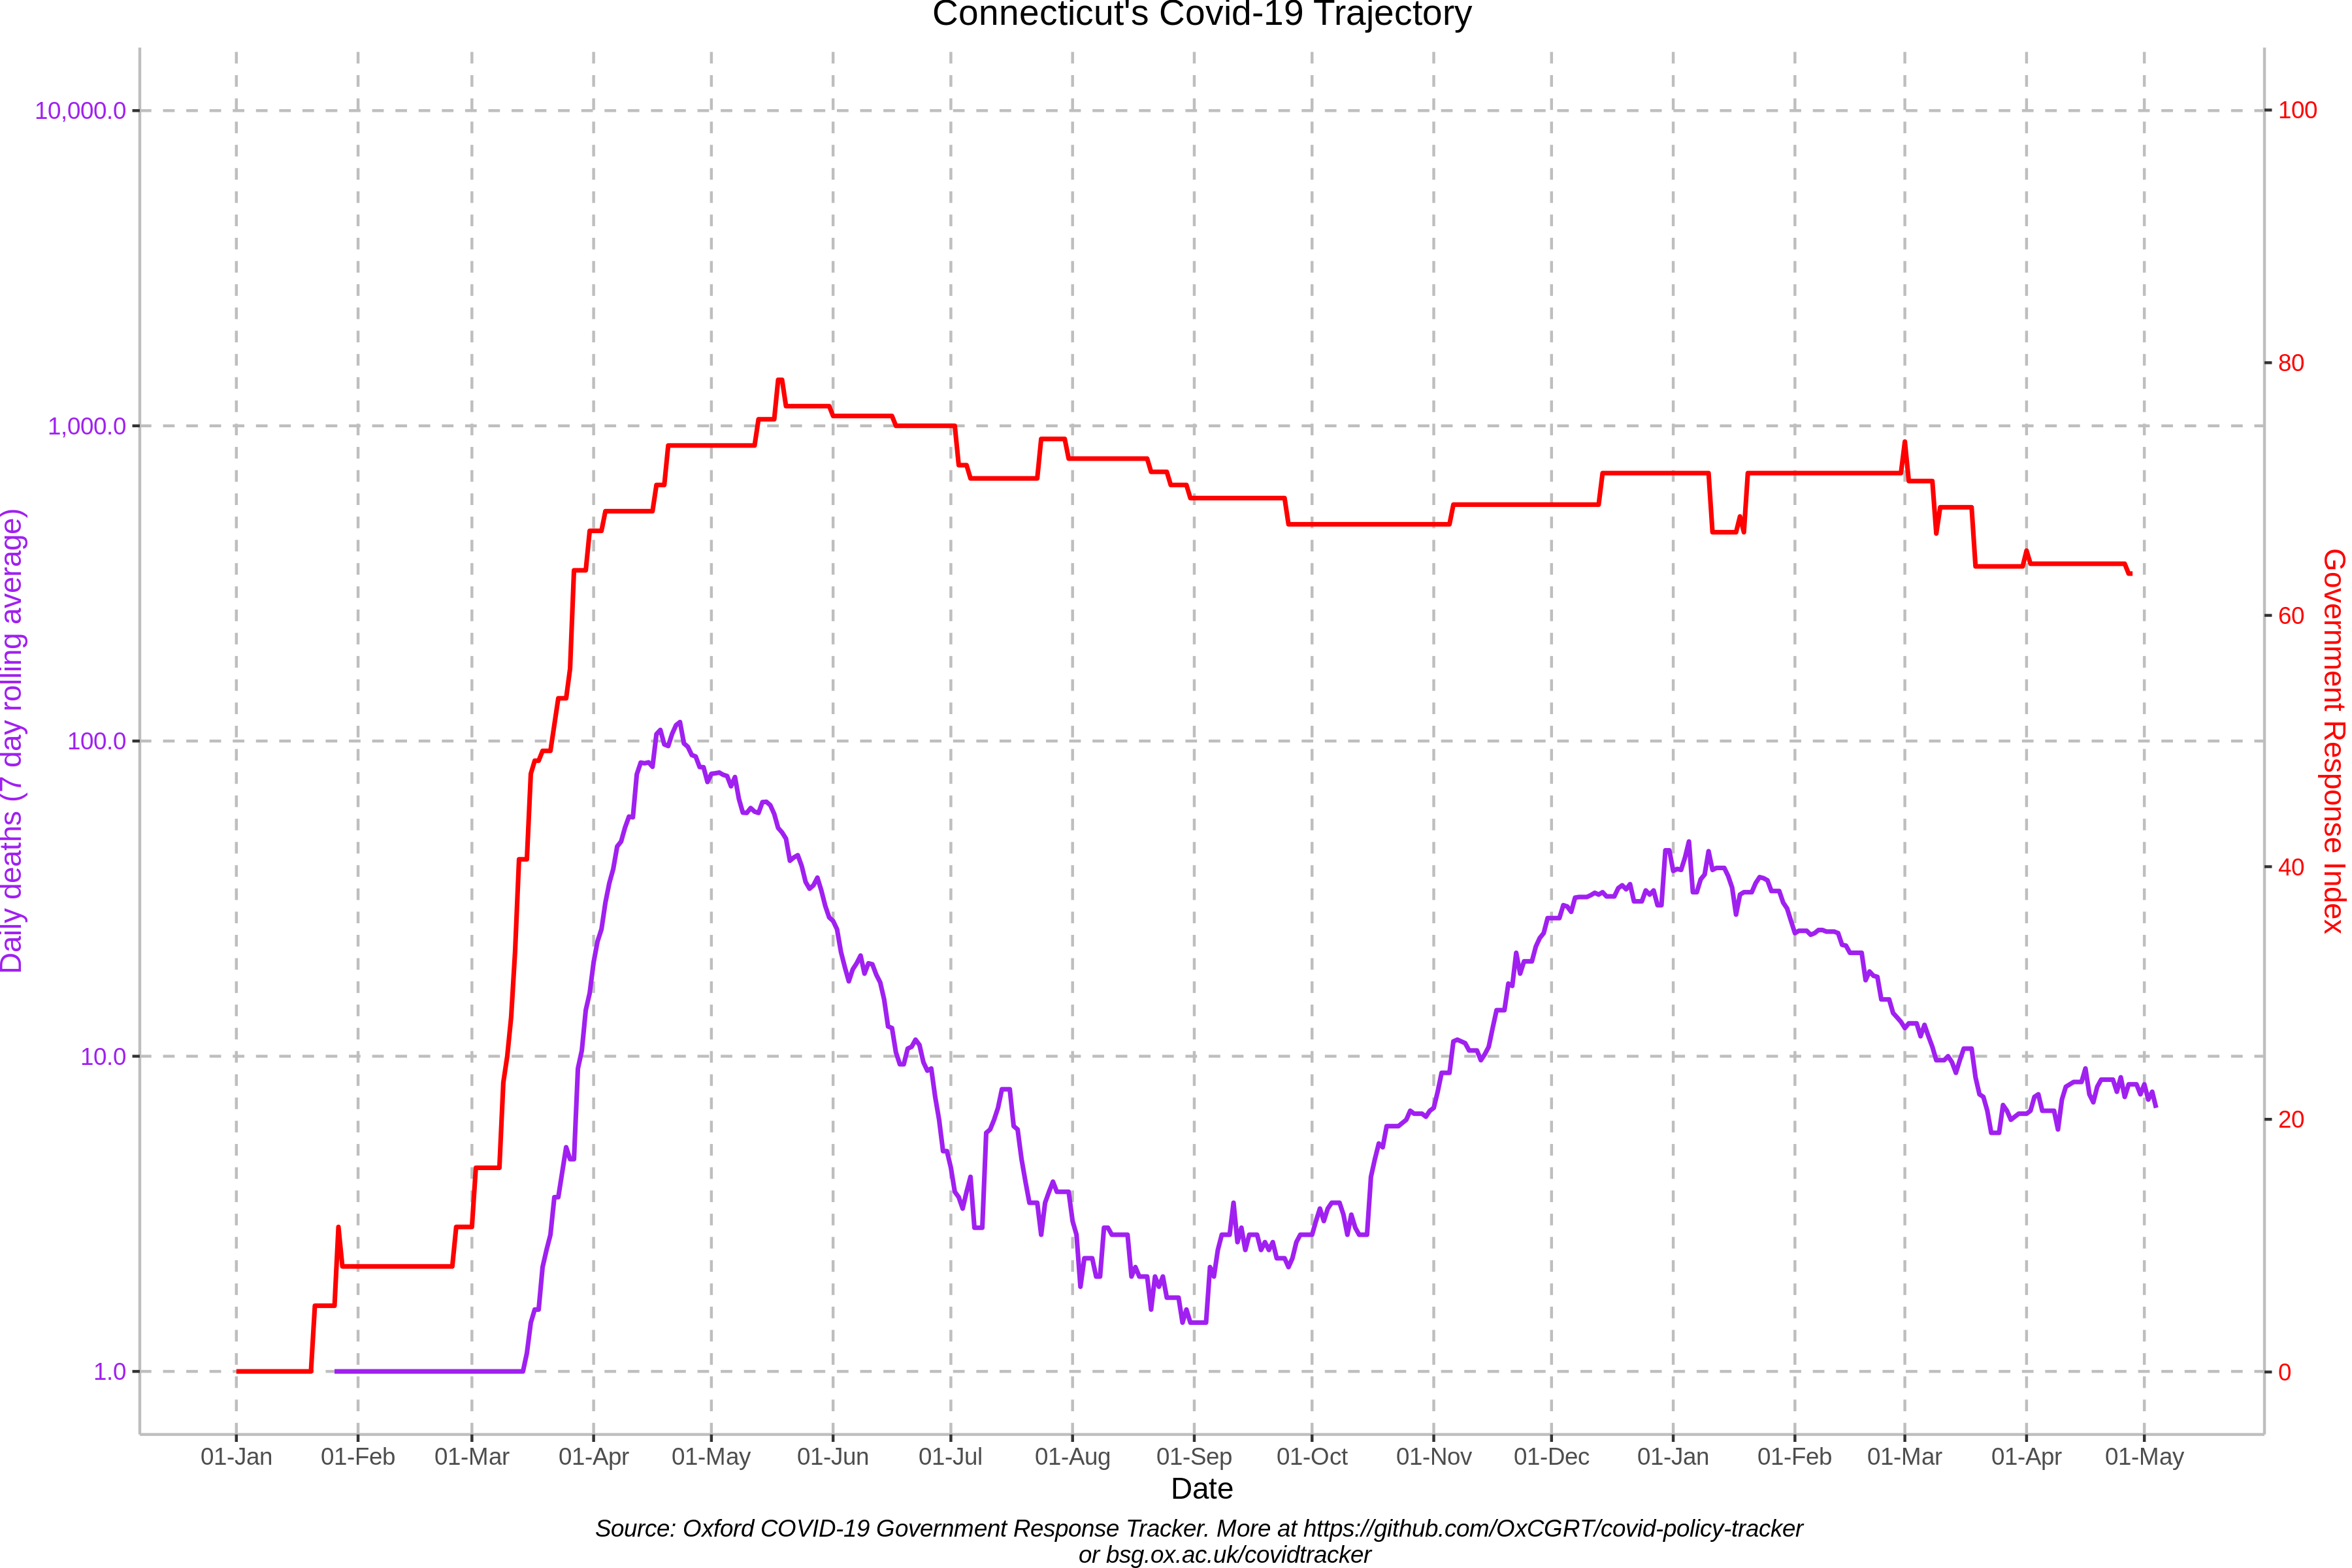 Connecticut's Covid-19 Trajectory
10,000.0
1,000.0
100.0
10.0
1.0
Daily deaths (7 day rolling average)
100
80
60
40
20
0
Government Response Index
01-Jan 01-Feb 01-Mar 01-Apr 01-May 01-Jun 01-Jul 01-Aug 01-Sep 01-Oct 01-Nov 01-Dec 01-Jan 01-Feb 01-Mar 01-Apr 01-May
Date
Source: Oxford COVID-19 Government Response Tracker. More at https://github.com/OxCGRT/covid-policy-tracker
or bsg.ox.ac.uk/covidtracker